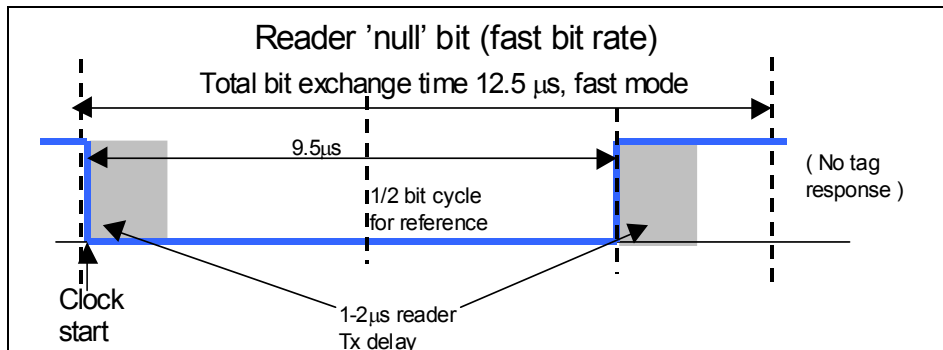 Reader 'null' bit (fast bit rate)
Total bit exchange time 12.5 μs, fast mode
9.5μs
1/2 bit cycle
for reference
( No tag
response )
Clock
start
1-2μs reader
Tx delay